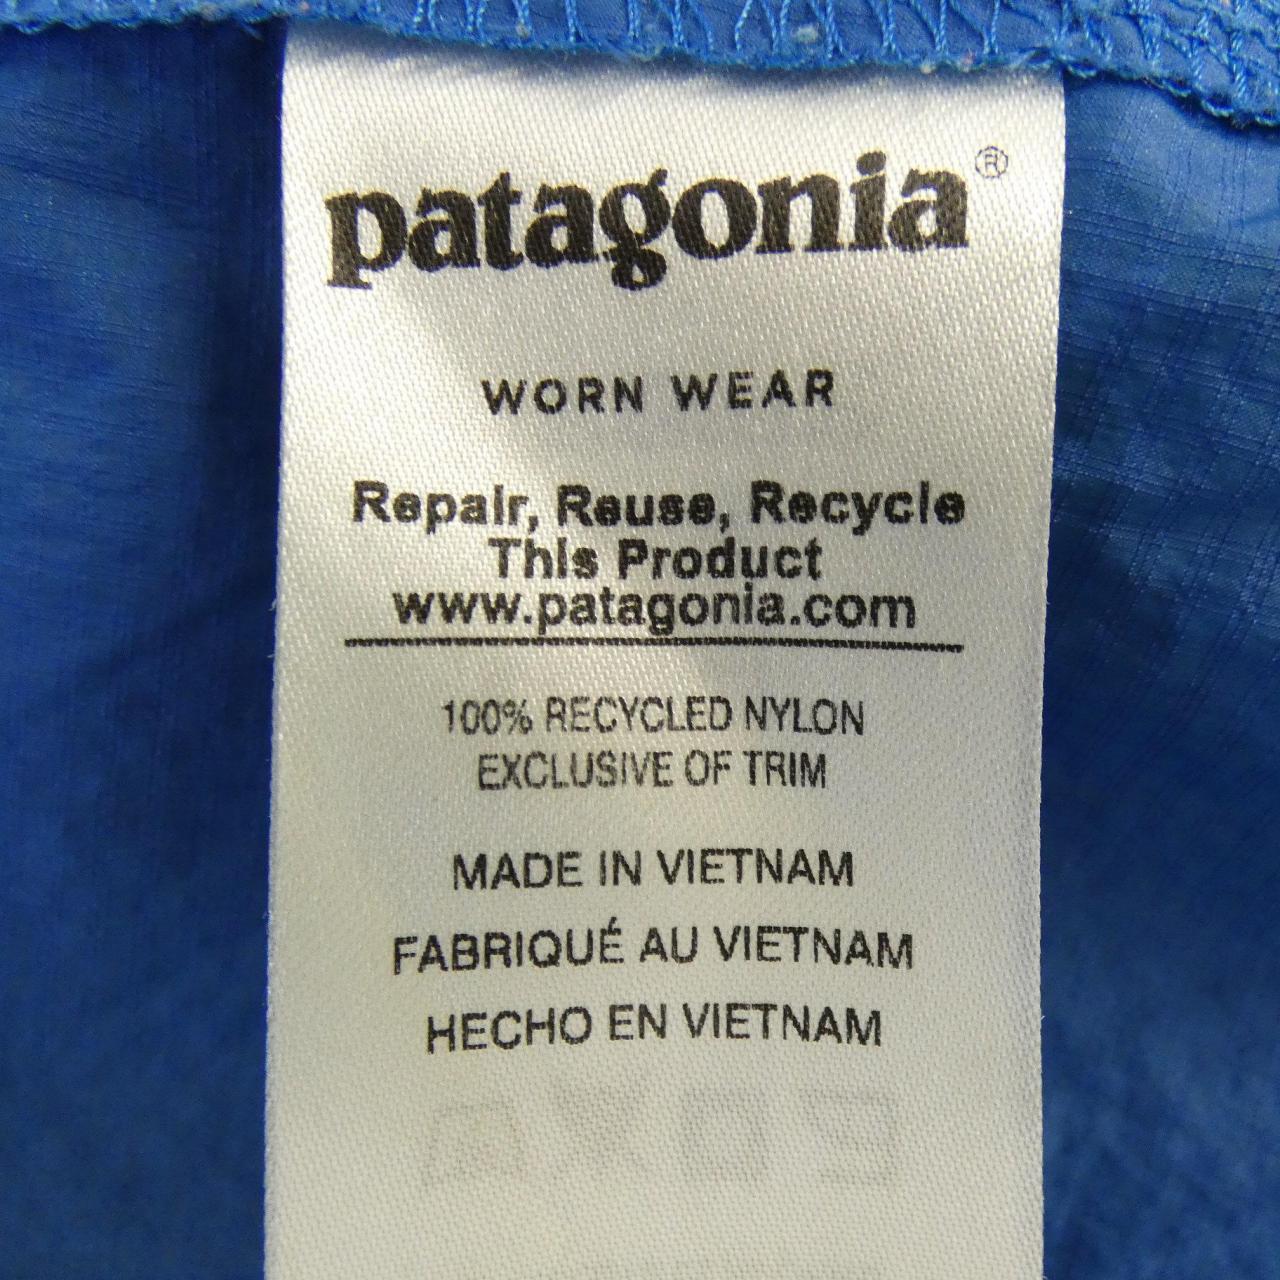 patagonia®
WORN WEAR
Repair, Reuse, Recycle
This Product
www.patagonia.com
100% RECYCLED NYLON
EXCLUSIVE OF TRIM
MADE IN VIETNAM
FABRIQUÉ AU VIETNAM
HECHO EN VIETNAM